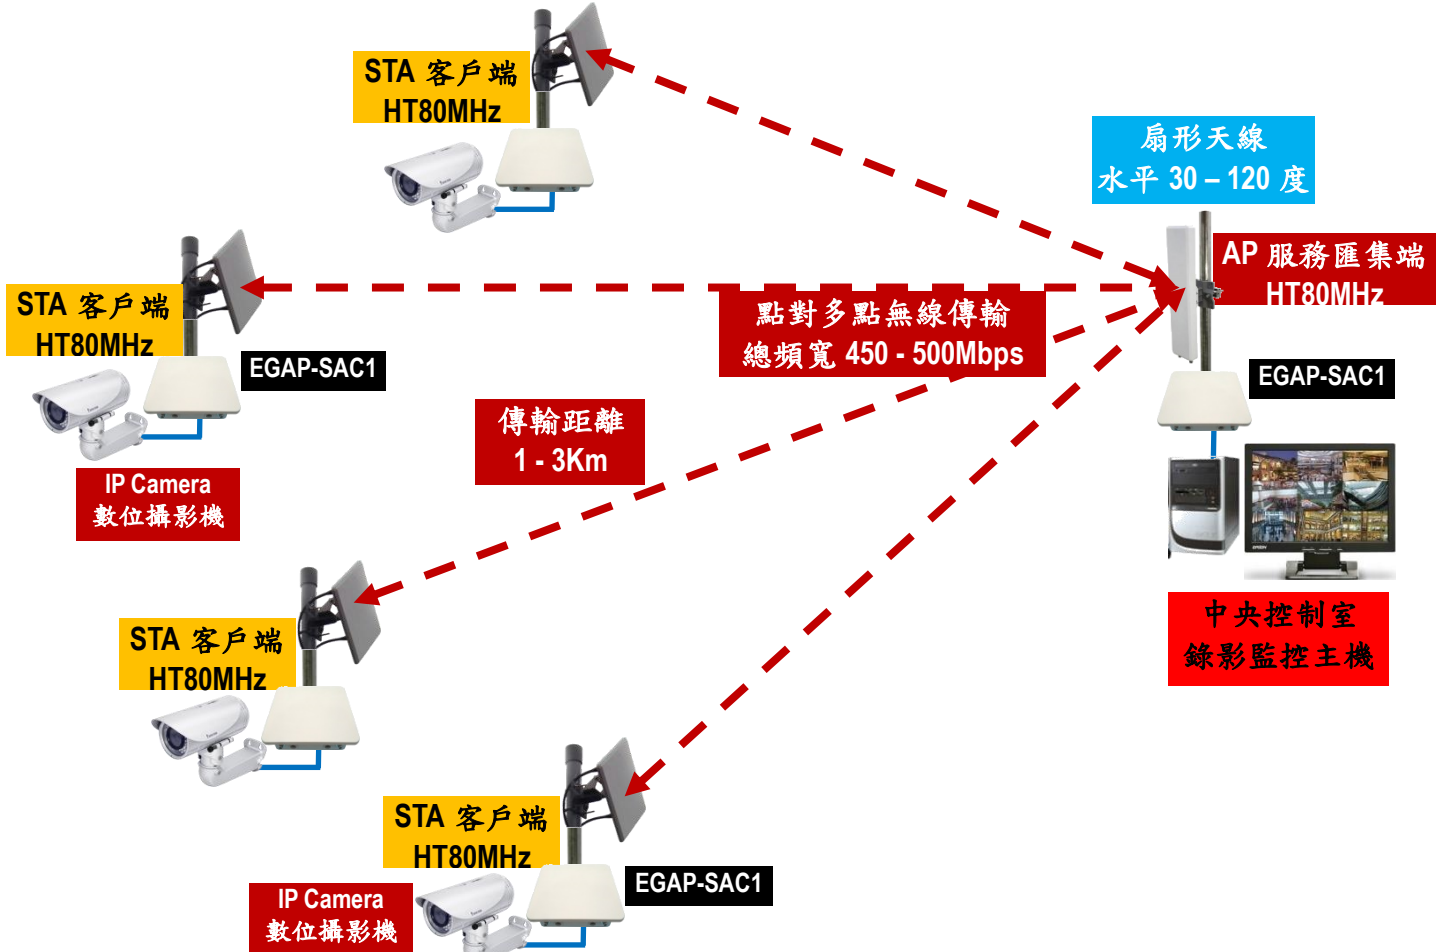 STA 客戶端
HT80MHz
扇形天線
水平 30 – 120 度
AP 服務匯集端
HT80MHz
STA 客戶端
HT80MHz
點對多點無線傳輸
總頻寬 450 - 500Mbps
EGAP-SAC1
EGAP-SAC1
傳輸距離
1 - 3Km
IP Camera
數位攝影機
中央控制室
錄影監控主機
STA 客戶端
HT80MHz
STA 客戶端
HT80MHz
EGAP-SAC1
IP Camera
數位攝影機